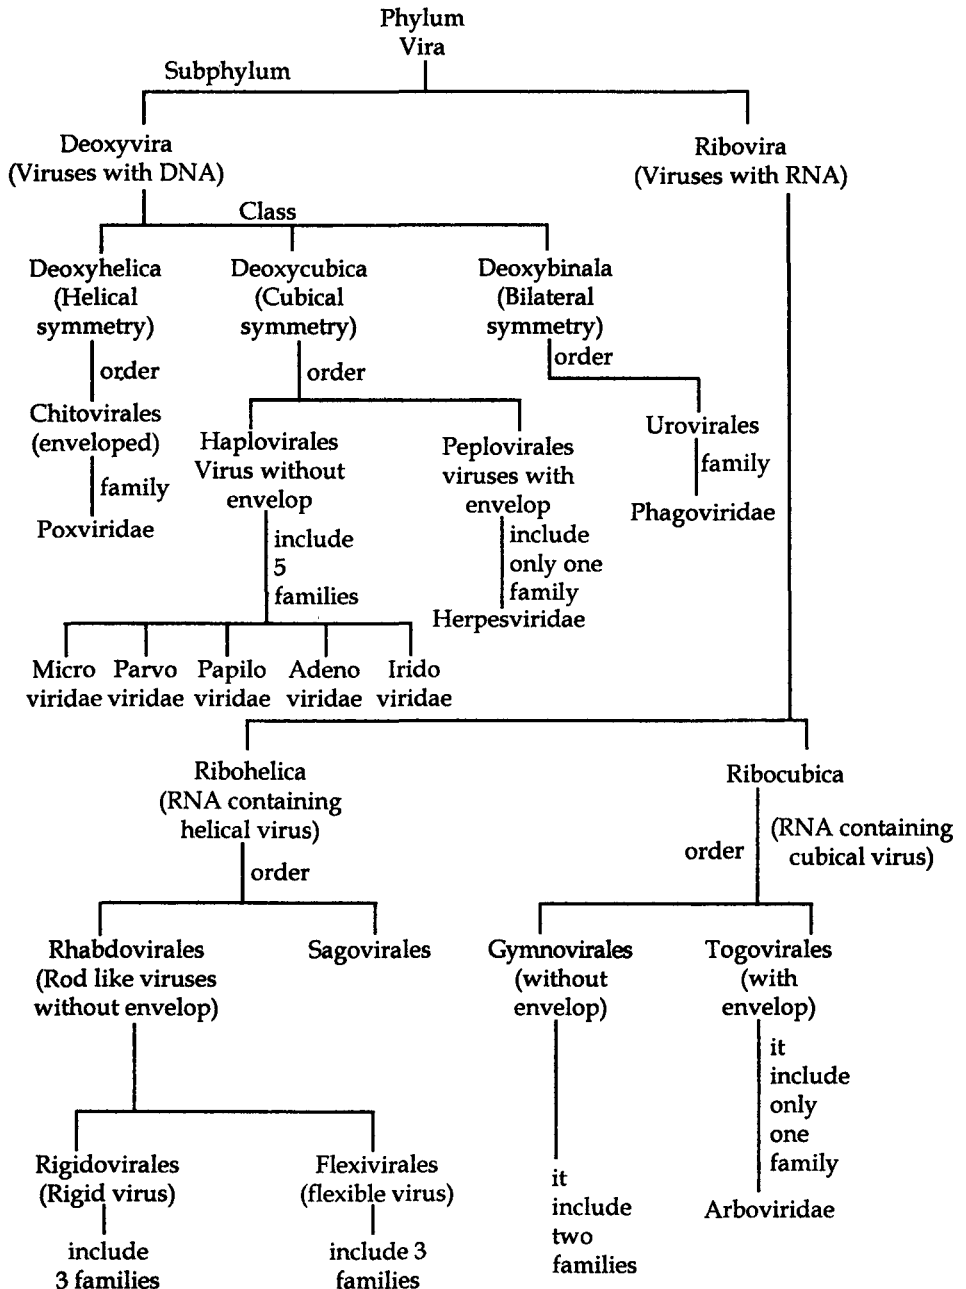 Phylum
Vira
Subphylum
Deoxyvira
(Viruses with DNA)
Ribovira
(Viruses with RNA)
Class
Deoxyhelica
(Helical
symmetry)
Deoxycubica
(Cubical
symmetry)
Deoxybinala
(Bilateral
symmetry)
order
order
order
Chitovirales
(enveloped)
family
Poxviridae
Haplovirales
Virus without
envelop
include
5
families
Peplovirales
viruses with
envelop
include
only one
family
Herpesviridae
Urovirales
family
Phagoviridae
Micro
viridae
Parvo
viridae
Papilo
viridae
Adeno
viridae
Irido
viridae
Ribohelica
(RNA containing
helical virus)
order
Ribocubica
(RNA containing
cubical virus)
order
Rhabdovirales
(Rod like viruses
without envelop)
Sagovirales
Gymnovirales
(without
envelop)
Togovirales
(with
envelop)
it
include
only
one
family
Arboviridae
Rigidovirales
(Rigid virus)
include
3 families
Flexivirales
(flexible virus)
include 3
families
it
include
two
families